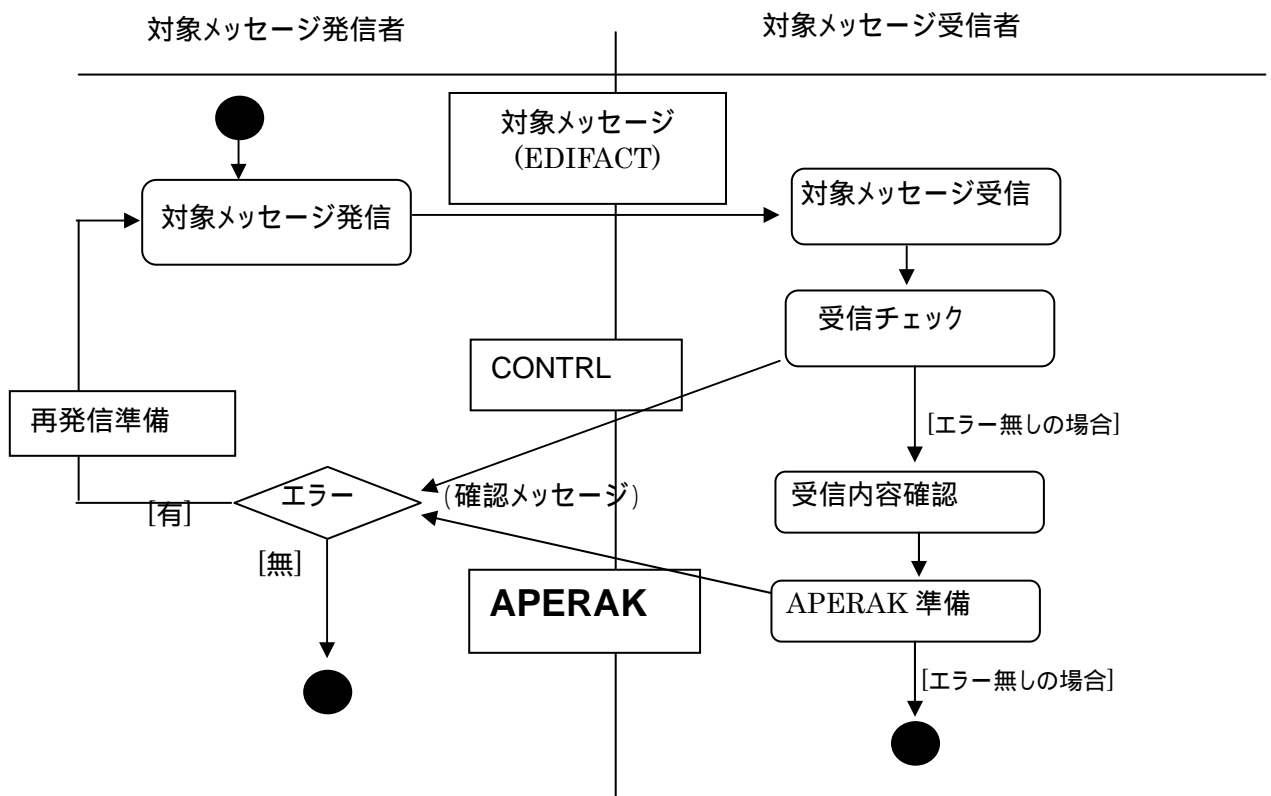 対象メッセージ発信者
対象メッセージ受信者
対象メッセージ
(EDIFACT)
対象メッセージ発信
対象メッセージ受信
受信チェック
CONTRL
再発信準備
[エラー無しの場合]
エラー
(確認メッセージ)
受信内容確認
[有]
[無]
APERAK
APERAK 準備
[エラー無しの場合]